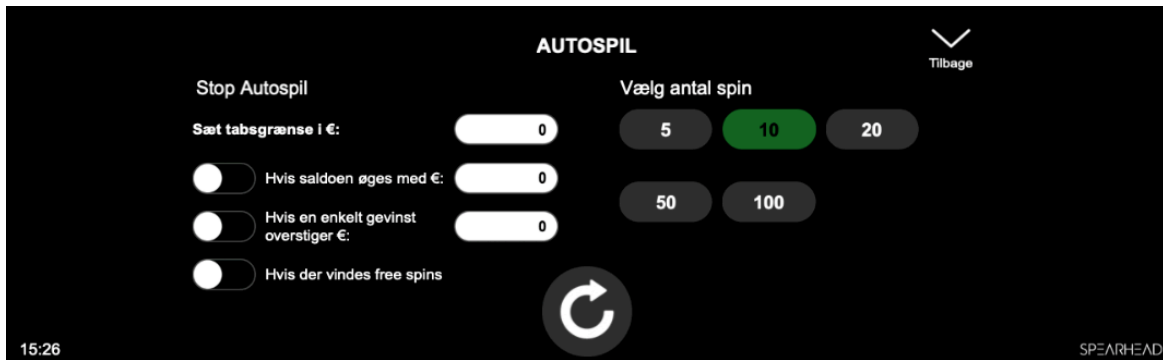 AUTOSPIL
Tilbage
Stop Autospil
Sæt tabsgrænse i €:
0
Hvis saldoen øges med €:
0
Hvis en enkelt gevinst
overstiger €:
0
Hvis der vindes free spins
Vælg antal spin
5 10 20
50 100
15:26
SPEARHEAD